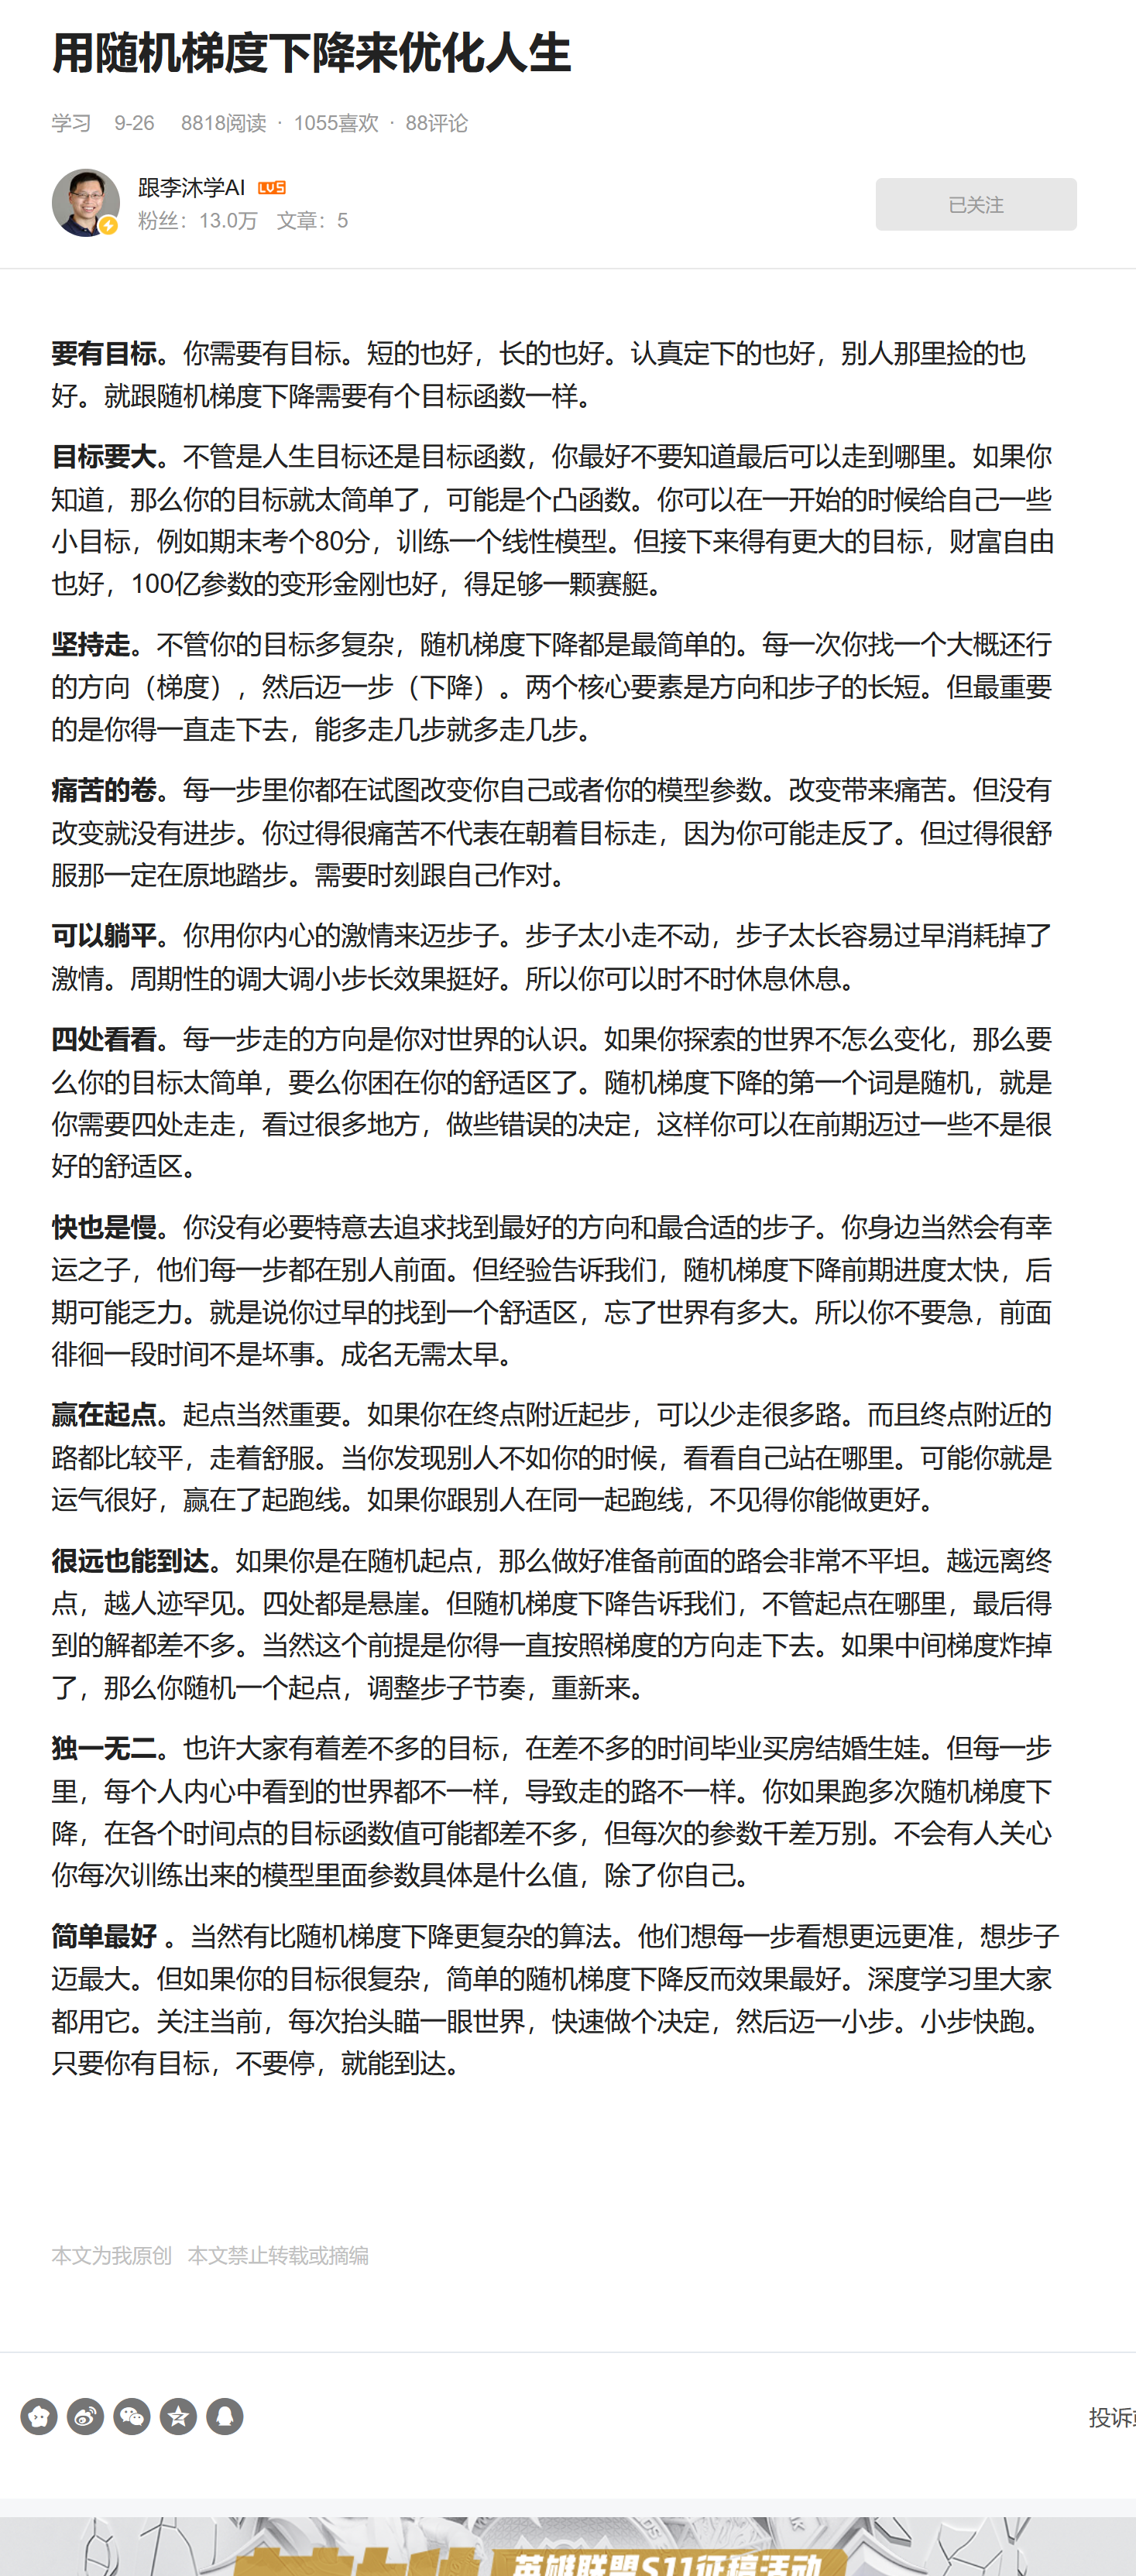 用随机梯度下降来优化人生
学习 9-26 8818阅读 · 1055喜欢 · 88评论
跟李沐学AI LV5
粉丝：13.0万 文章：5
已关注
要有目标。你需要有目标。短的也好，长的也好。认真定下的也好，别人那里捡的也
好。就跟随机梯度下降需要有个目标函数一样。
目标要大。不管是人生目标还是目标函数，你最好不要知道最后可以走到哪里。如果你
知道，那么你的目标就太简单了，可能是个凸函数。你可以在一开始的时候给自己一些
小目标，例如期末考个80分，训练一个线性模型。但接下来得有更大的目标，财富自由
也好，100亿参数的变形金刚也好，得足够一颗赛艇。
坚持走。不管你的目标多复杂，随机梯度下降都是最简单的。每一次你找一个大概还行
的方向（梯度），然后迈一步（下降）。两个核心要素是方向和步子的长短。但最重要
的是你得一直走下去，能多走几步就多走几步。
痛苦的卷。每一步里你都在试图改变你自己或者你的模型参数。改变带来痛苦。但没有
改变就没有进步。你过得很痛苦不代表在朝着目标走，因为你可能走反了。但过得很舒
服那一定在原地踏步。需要时刻跟自己作对。
可以躺平。你用你内心的激情来迈步子。步子太小走不动，步子太长容易过早消耗掉了
激情。周期性的调大调小步长效果挺好。所以你可以时不时休息休息。
四处看看。每一步走的方向是你对世界的认识。如果你探索的世界不怎么变化，那么要
么你的目标太简单，要么你困在你的舒适区了。随机梯度下降的第一个词是随机，就是
你需要四处走走，看过很多地方，做些错误的决定，这样你可以在前期迈过一些不是很
好的舒适区。
快也是慢。你没有必要特意去追求找到最好的方向和最合适的步子。你身边当然会有幸
运之子，他们每一步都在别人前面。但经验告诉我们，随机梯度下降前期进度太快，后
期可能乏力。就是说你过早的找到一个舒适区，忘了世界有多大。所以你不要急，前面
徘徊一段时间不是坏事。成名无需太早。
赢在起点。起点当然重要。如果你在终点附近起步，可以少走很多路。而且终点附近的
路都比较平，走着舒服。当你发现别人不如你的时候，看看自己站在哪里。可能你就是
运气很好，赢在了起跑线。如果你跟别人在同一起跑线，不见得你能做更好。
很远也能到达。如果你是在随机起点，那么做好准备前面的路会非常不平坦。越远离终
点，越人迹罕见。四处都是悬崖。但随机梯度下降告诉我们，不管起点在哪里，最后得
到的解都差不多。当然这个前提是你得一直按照梯度的方向走下去。如果中间梯度炸掉
了，那么你随机一个起点，调整步子节奏，重新来。
独一无二。也许大家有着差不多的目标，在差不多的时间毕业买房结婚生娃。但每一步
里，每个人内心中看到的世界都不一样，导致走的路不一样。你如果跑多次随机梯度下
降，在各个时间点的目标函数值可能都差不多，但每次的参数千差万别。不会有人关心
你每次训练出来的模型里面参数具体是什么值，除了你自己。
简单最好 。当然有比随机梯度下降更复杂的算法。他们想每一步看想更远更准，想步子
迈最大。但如果你的目标很复杂，简单的随机梯度下降反而效果最好。深度学习里大家
都用它。关注当前，每次抬头瞄一眼世界，快速做个决定，然后迈一小步。小步快跑。
只要你有目标，不要停，就能到达。
本文为我原创 本文禁止转载或摘编
投诉
英雄联盟S11征稿活动